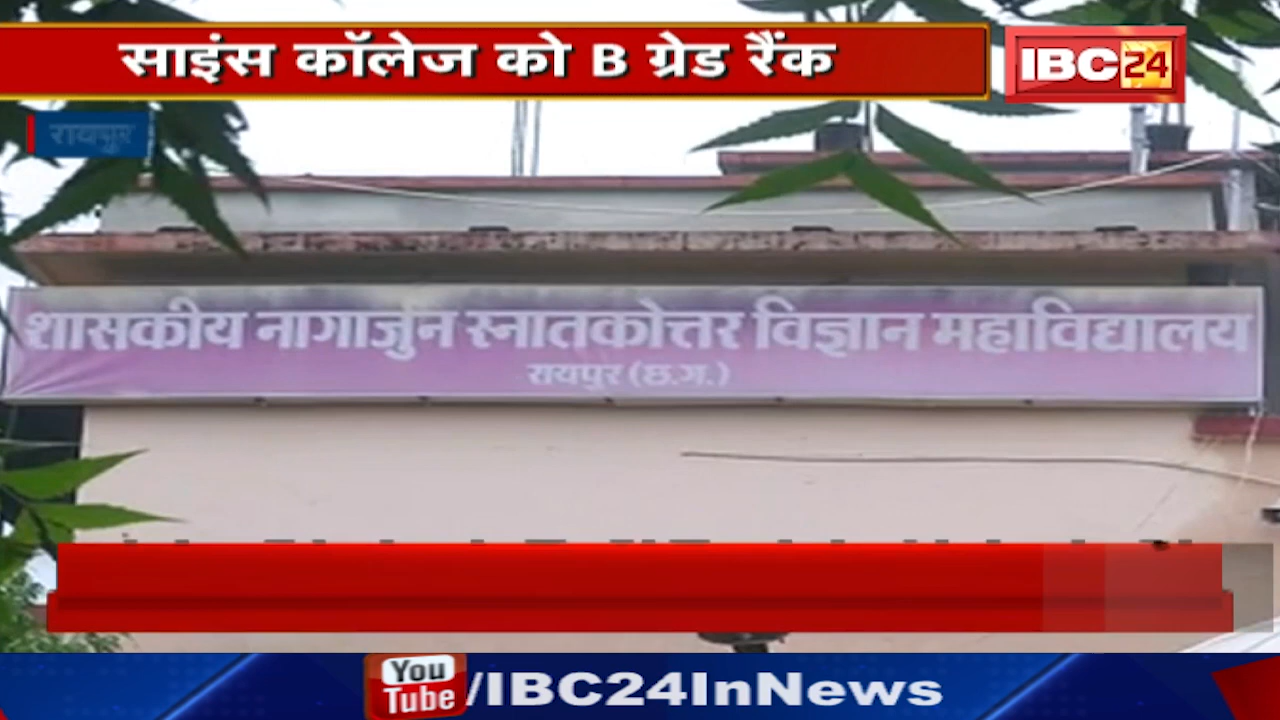 साइंस कॉलेज को B ग्रेड रैंक
IBC24
रायपुर
शासकीय नागार्जुन स्नातकोत्तर विज्ञान महाविद्यालय
रायपुर (छ.ग.)
You Tube /IBC24InNews